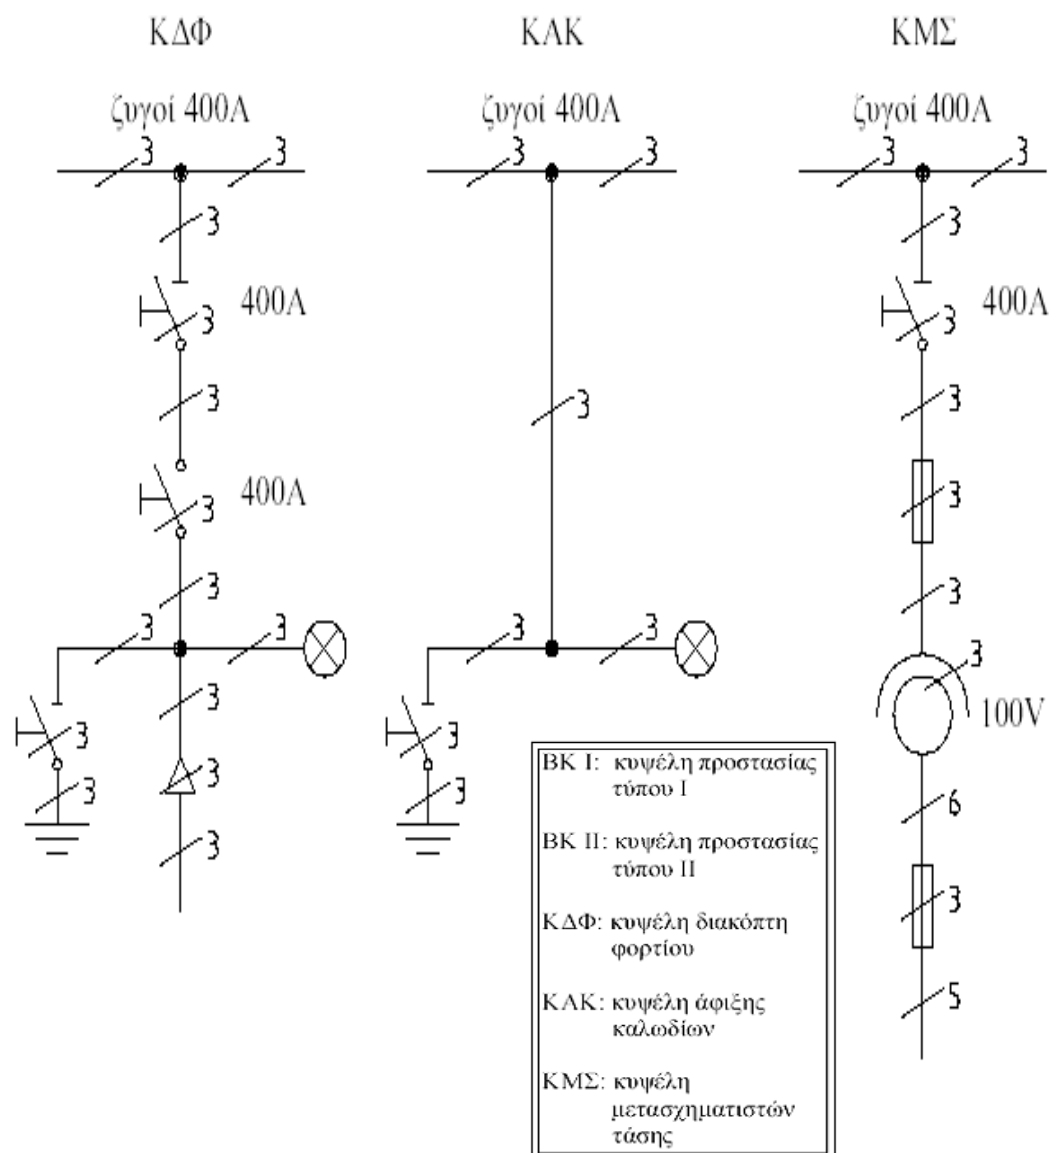 ΚΔΦ ΚΑΚ ΚΜΣ
ζυγοί 400Α ζυγοί 400Α ζυγοί 400Α
3 3 3 3 3 3
3 3
400Α 3 400Α 3
3 3 3
400Α 3 3
3 3
3 3 3 3
3 3
100V
3 3
3 3 3
3 6
3
5
ΒΚ Ι: κυψέλη προστασίας
τύπου Ι
ΒΚ ΙΙ: κυψέλη προστασίας
τύπου ΙΙ
ΚΔΦ: κυψέλη διακόπτη
φορτίου
ΚΑΚ: κυψέλη άφιξης
καλωδίων
ΚΜΣ: κυψέλη
μετασχηματιστών
τάσης